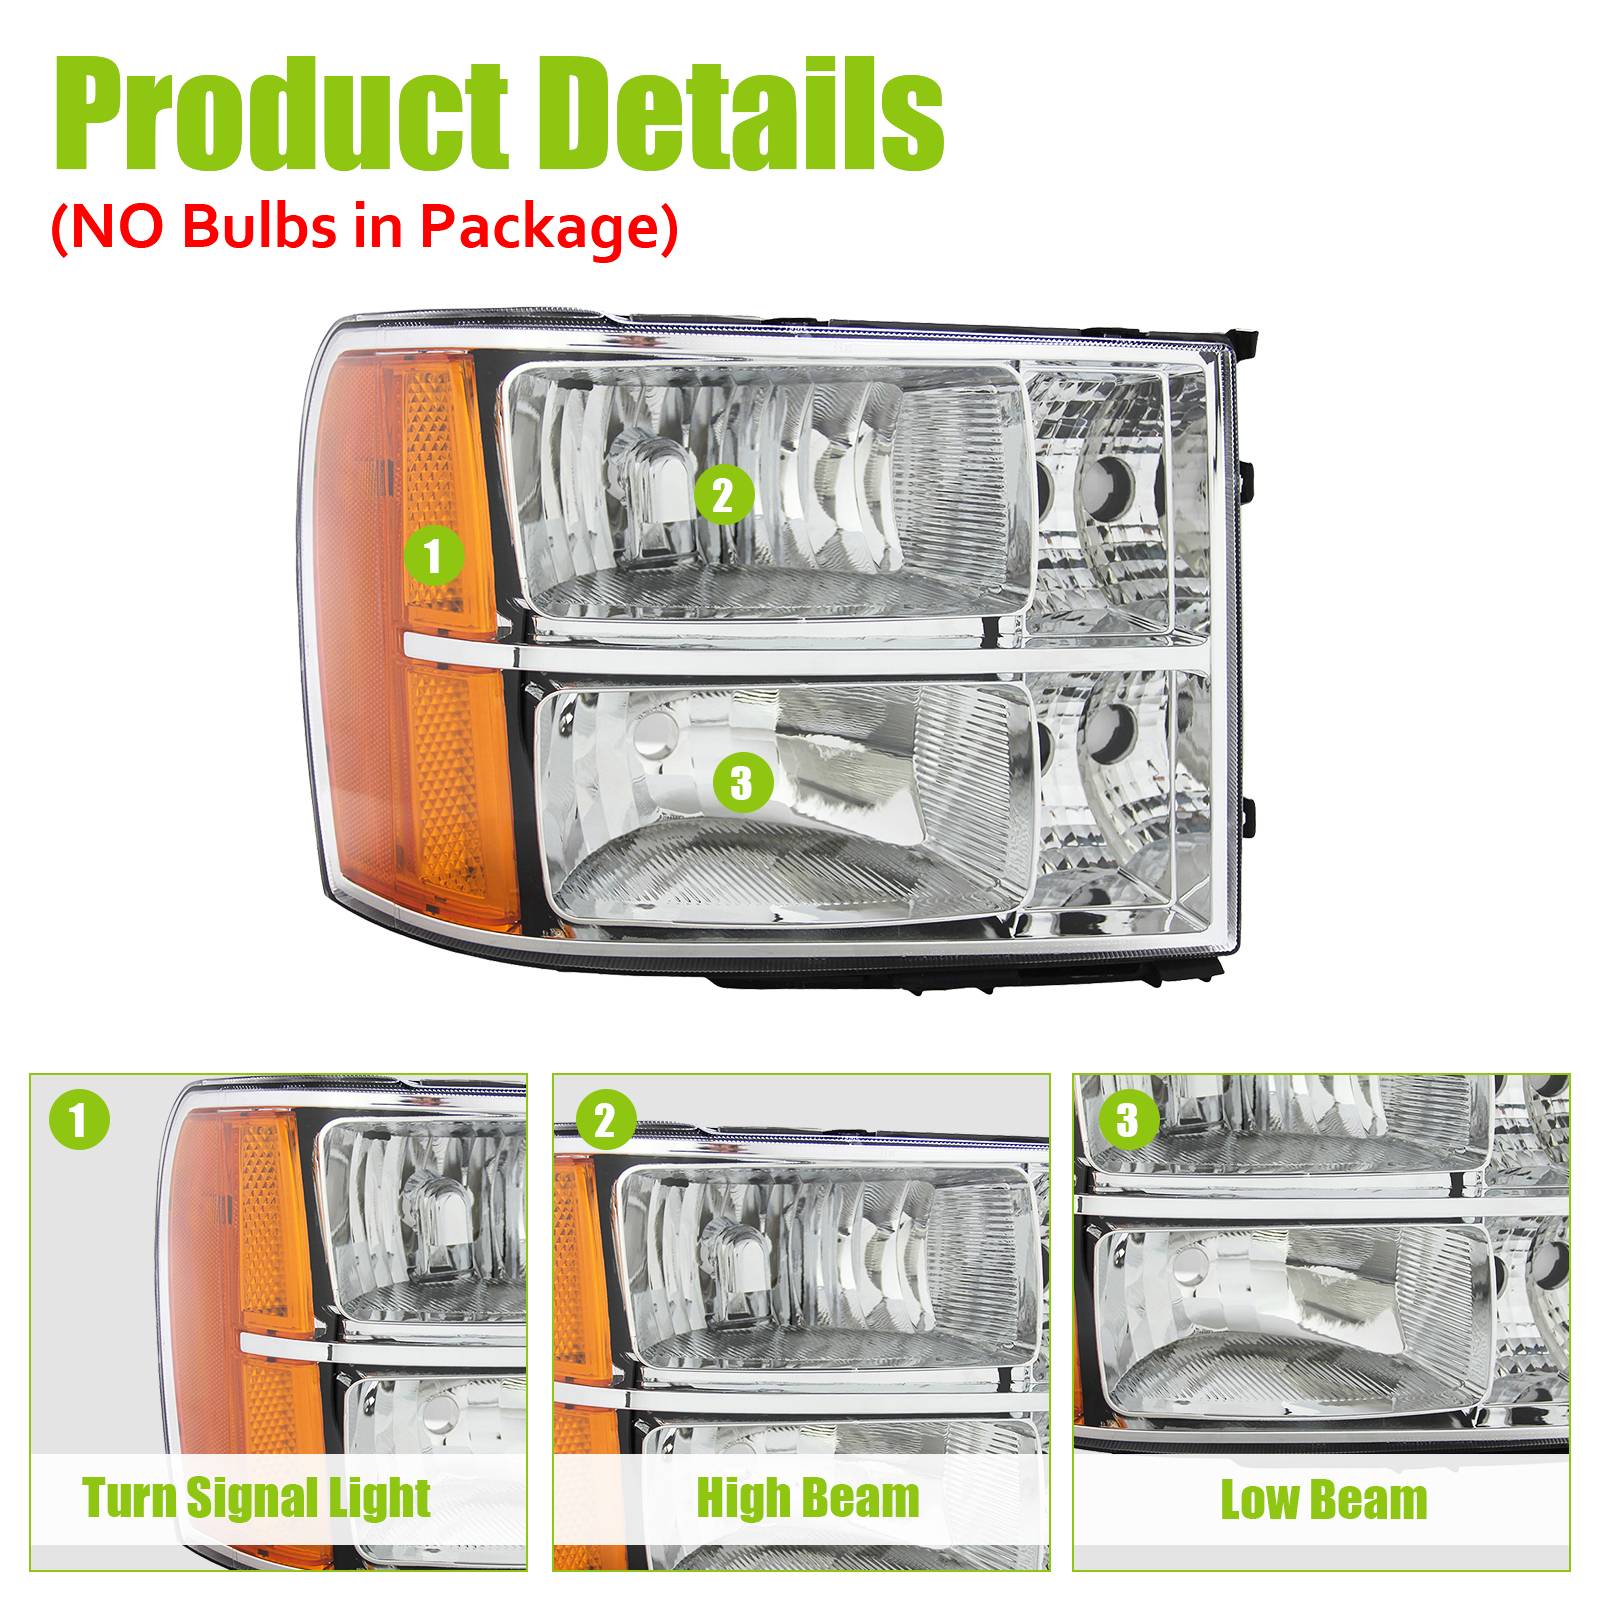 Product Details
(NO Bulbs in Package)
1
2
3
1
2
3
Turn Signal Light
High Beam
Low Beam